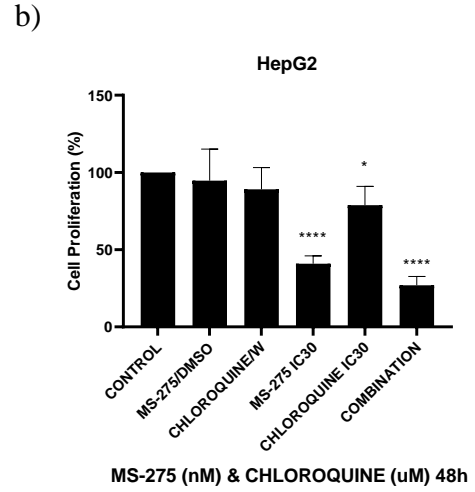 b)
HepG2
Cell Proliferation (%)
150
100
50
0
*
****
****
CONTROL
MS-275/DMSO
CHLOROQUINE/W
MS-275 IC30
CHLOROQUINE IC30
COMBINATION
MS-275 (nM) & CHLOROQUINE (uM) 48h